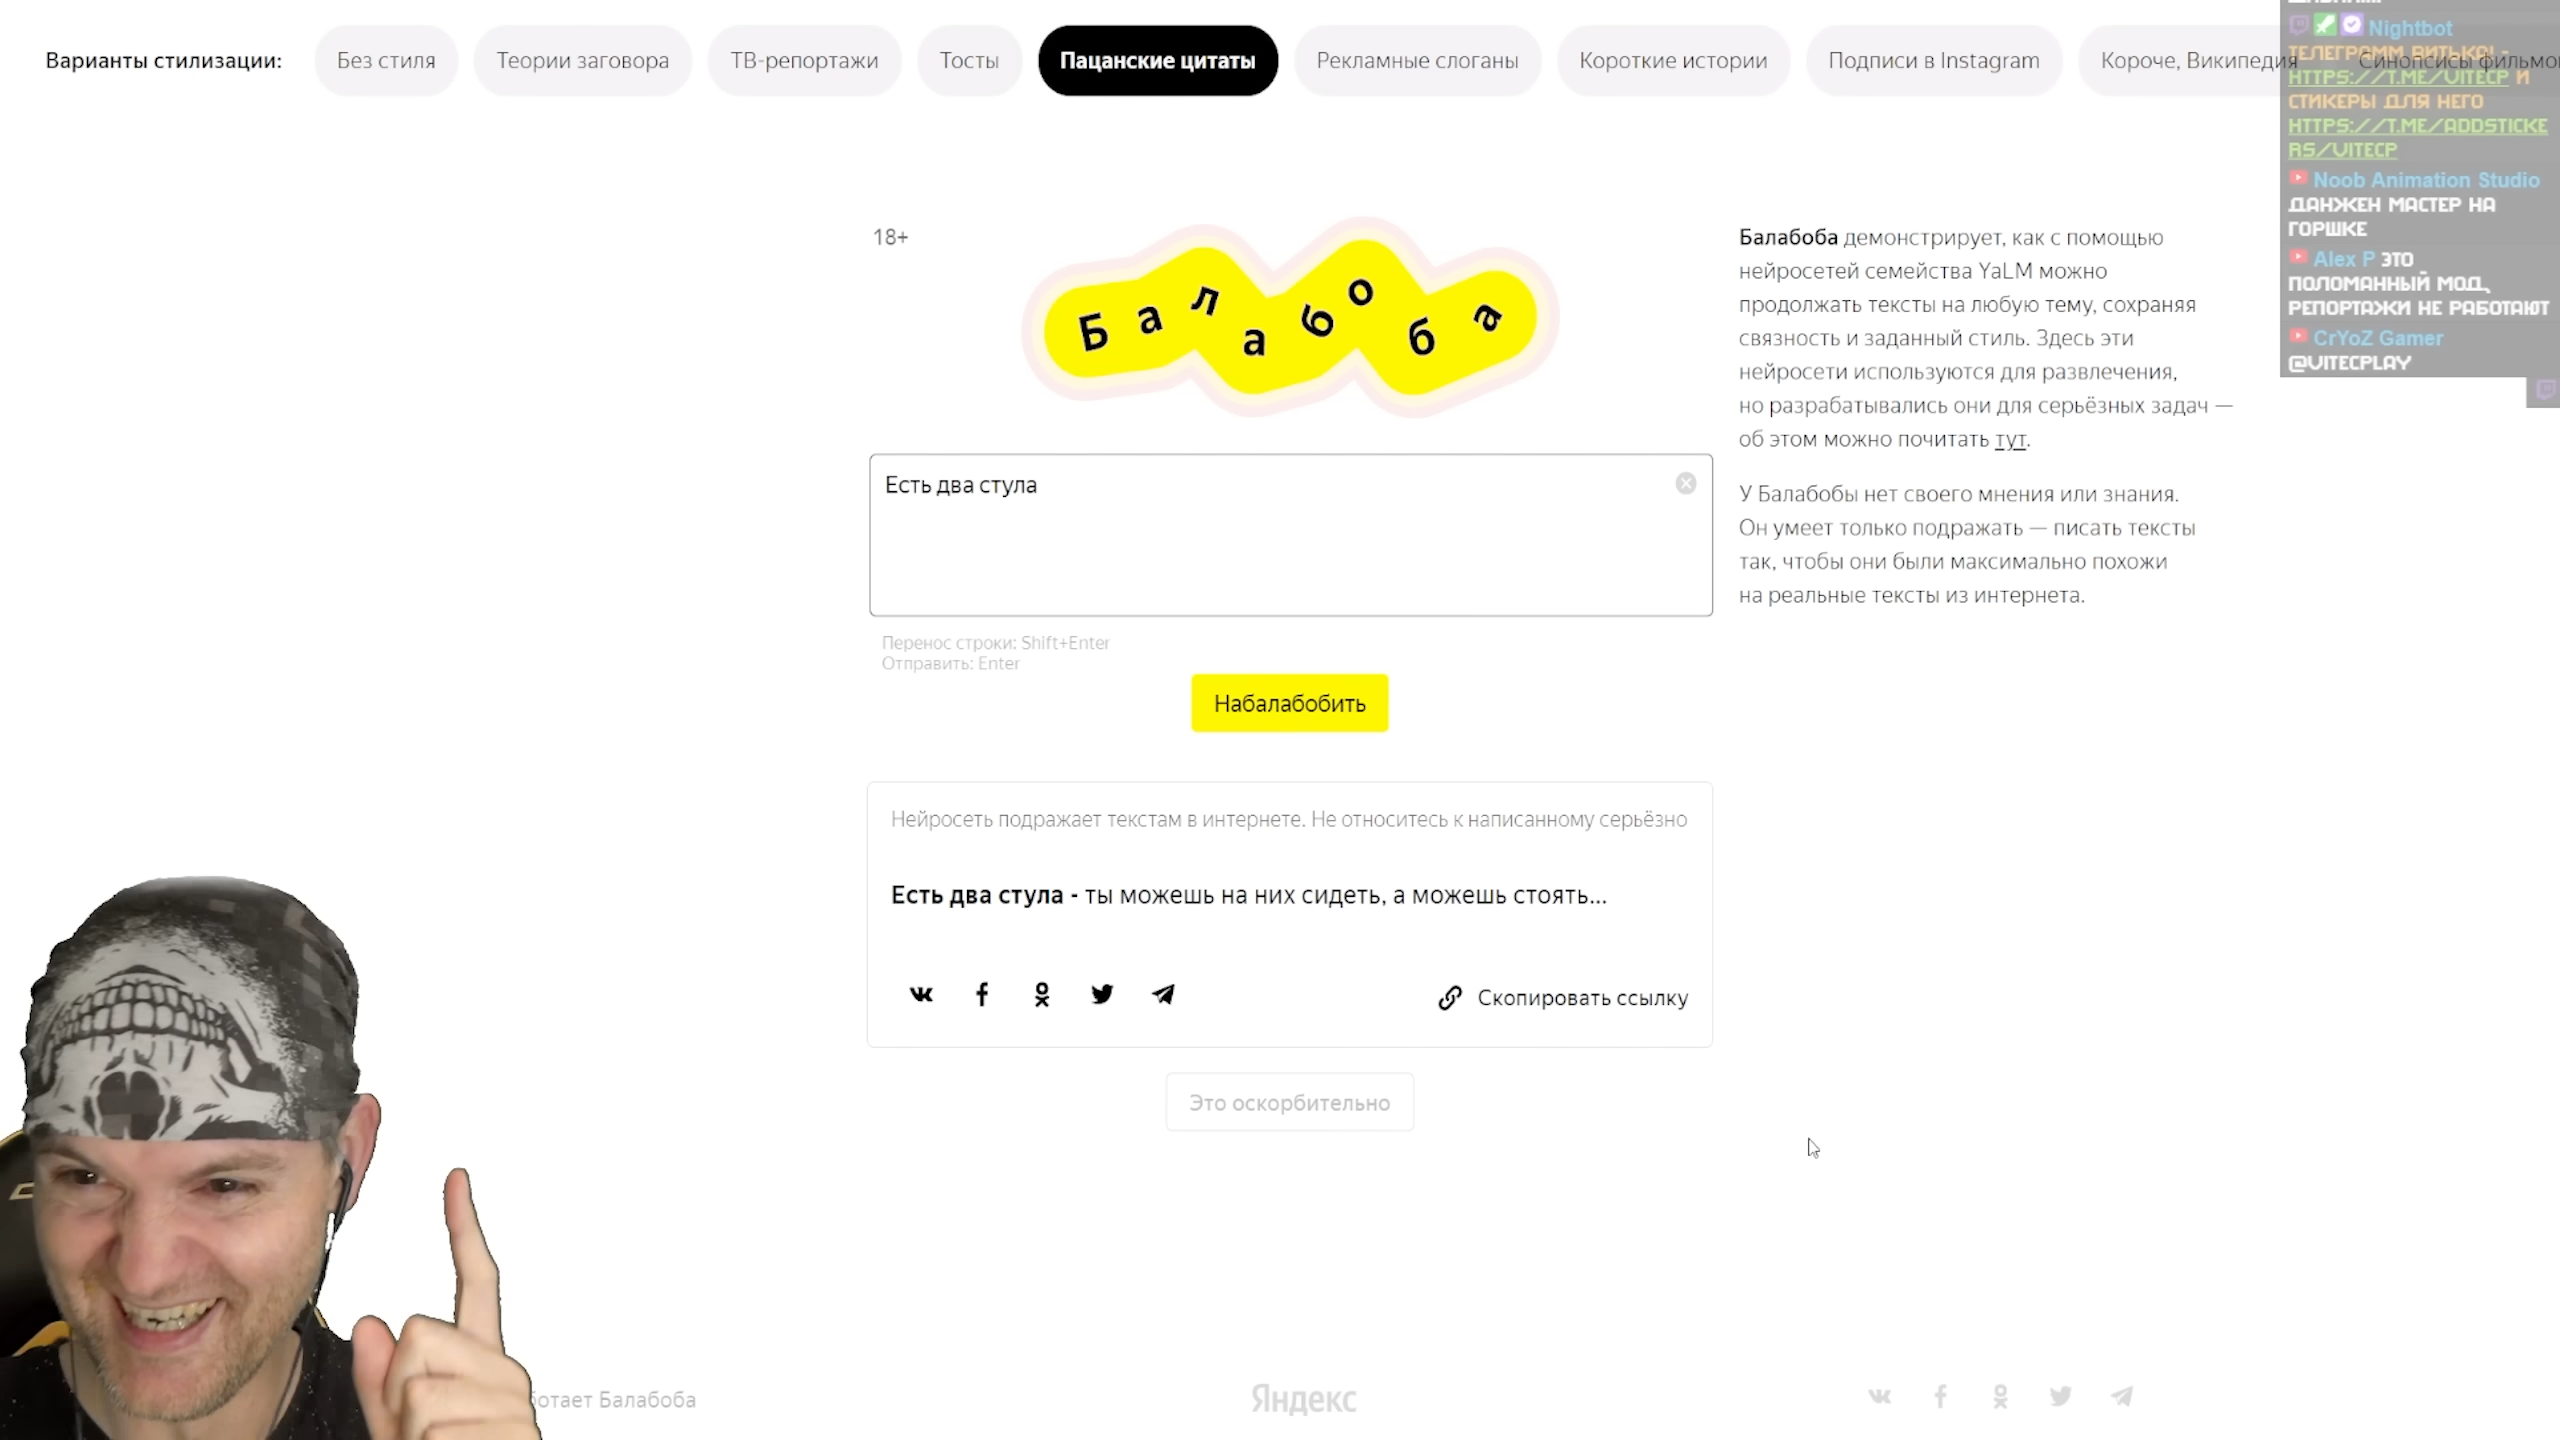 Варианты стилизации:
Без стиля
Теории заговора
ТВ-репортажи
Тосты
Пацанские цитаты
Рекламные слоганы
Короткие истории
Подписи в Instagram
Короче, Википедия
Синопсисы фильмо
Nightbot
ТЕЛЕГРАММ ВИТЬКА! -
HTTPS://T.ME/VITECP И
СТИКЕРЫ ДЛЯ НЕГО
HTTPS://T.ME/ADDSTICKE
RS/VITECP
Noob Animation Studio
ДАНЖЕН МАСТЕР НА
ГОРШКЕ
Alex P ЭТО
ПОЛОМАННЫЙ МОД,
РЕПОРТАЖИ НЕ РАБОТАЮТ
CrYoZ Gamer
@VITECPLAY
18+
Балабоба
Балабоба демонстрирует, как с помощью
нейросетей семейства YaLM можно
продолжать тексты на любую тему, сохраняя
связность и заданный стиль. Здесь эти
нейросети используются для развлечения,
но разрабатывались они для серьёзных задач —
об этом можно почитать тут.
У Балабобы нет своего мнения или знания.
Он умеет только подражать — писать тексты
так, чтобы они были максимально похожи
на реальные тексты из интернета.
Есть два стула
Перенос строки: Shift+Enter
Отправить: Enter
Набалабобить
Нейросеть подражает текстам в интернете. Не относитесь к написанному серьёзно
Есть два стула - ты можешь на них сидеть, а можешь стоять...
Скопировать ссылку
Это оскорбительно
ботает Балабоба
Яндекс